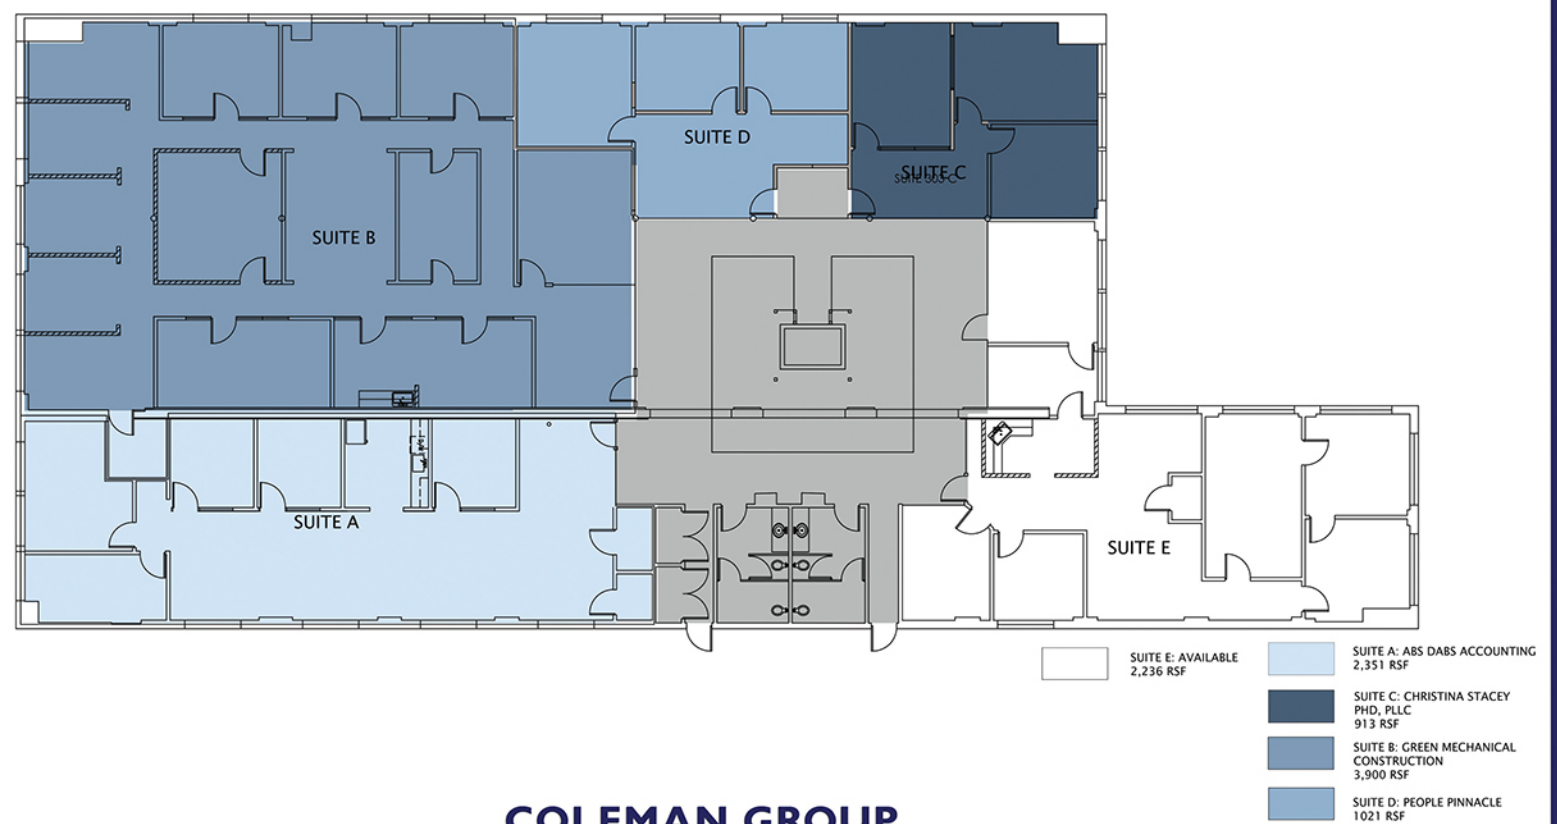 SUITE D
SUITE C
SUITE 303-C
SUITE B
SUITE A
SUITE E
SUITE E: AVAILABLE
2,236 RSF
SUITE A: ABS DABS ACCOUNTING
2,351 RSF
SUITE C: CHRISTINA STACEY
PHD, PLLC
913 RSF
SUITE B: GREEN MECHANICAL
CONSTRUCTION
3,900 RSF
SUITE D: PEOPLE PINNACLE
1021 RSF
COLEMAN GROUP